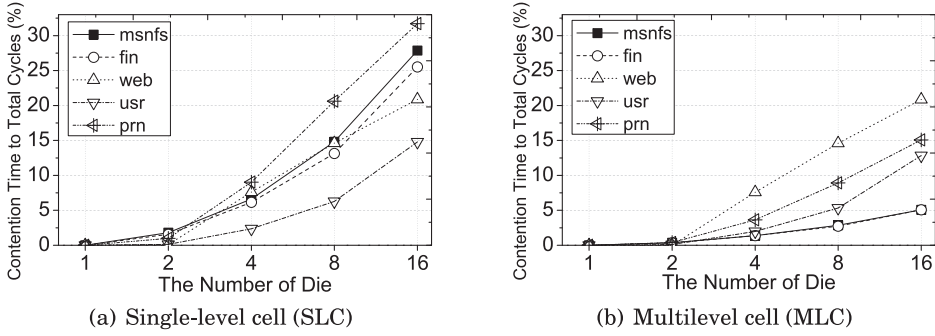 Contention Time to Total Cycles (%)
30
25
20
15
10
5
0
msnfs
fin
web
usr
prn
1 2 4 8 16
The Number of Die
(a) Single-level cell (SLC)
Contention Time to Total Cycles (%)
30
25
20
15
10
5
0
msnfs
fin
web
usr
prn
1 2 4 8 16
The Number of Die
(b) Multilevel cell (MLC)